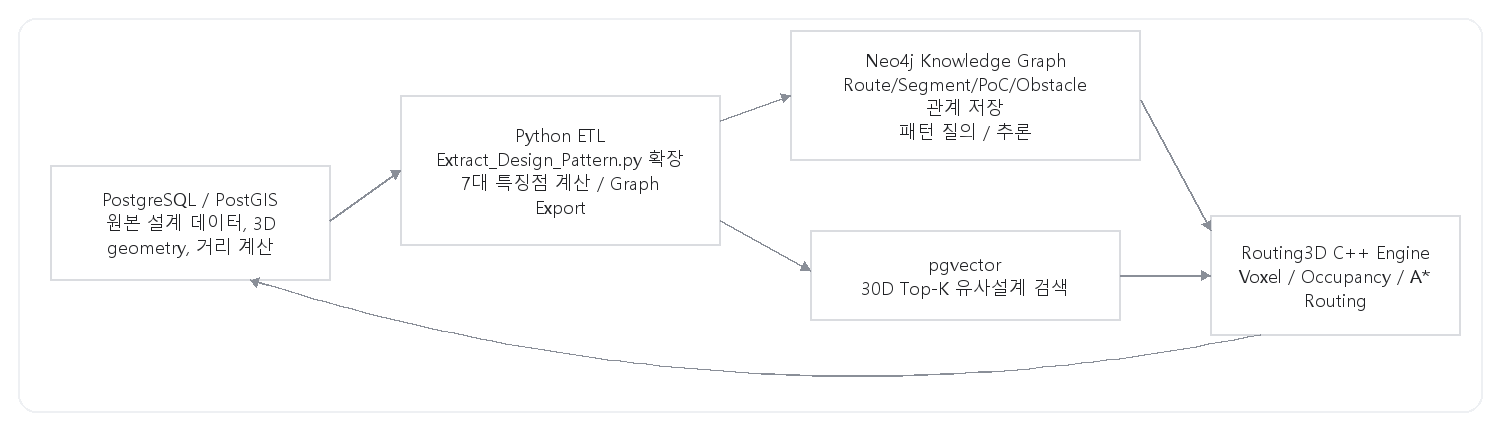 PostgreSQL / PostGIS
원본 설계 데이터, 3D
geometry, 거리 계산
Python ETL
Extract_Design_Pattern.py 확장
7대 특징점 계산 / Graph
Export
Neo4j Knowledge Graph
Route/Segment/PoC/Obstacle
관계 저장
패턴 질의 / 추론
pgvector
30D Top-K 유사설계 검색
Routing3D C++ Engine
Voxel / Occupancy / A*
Routing